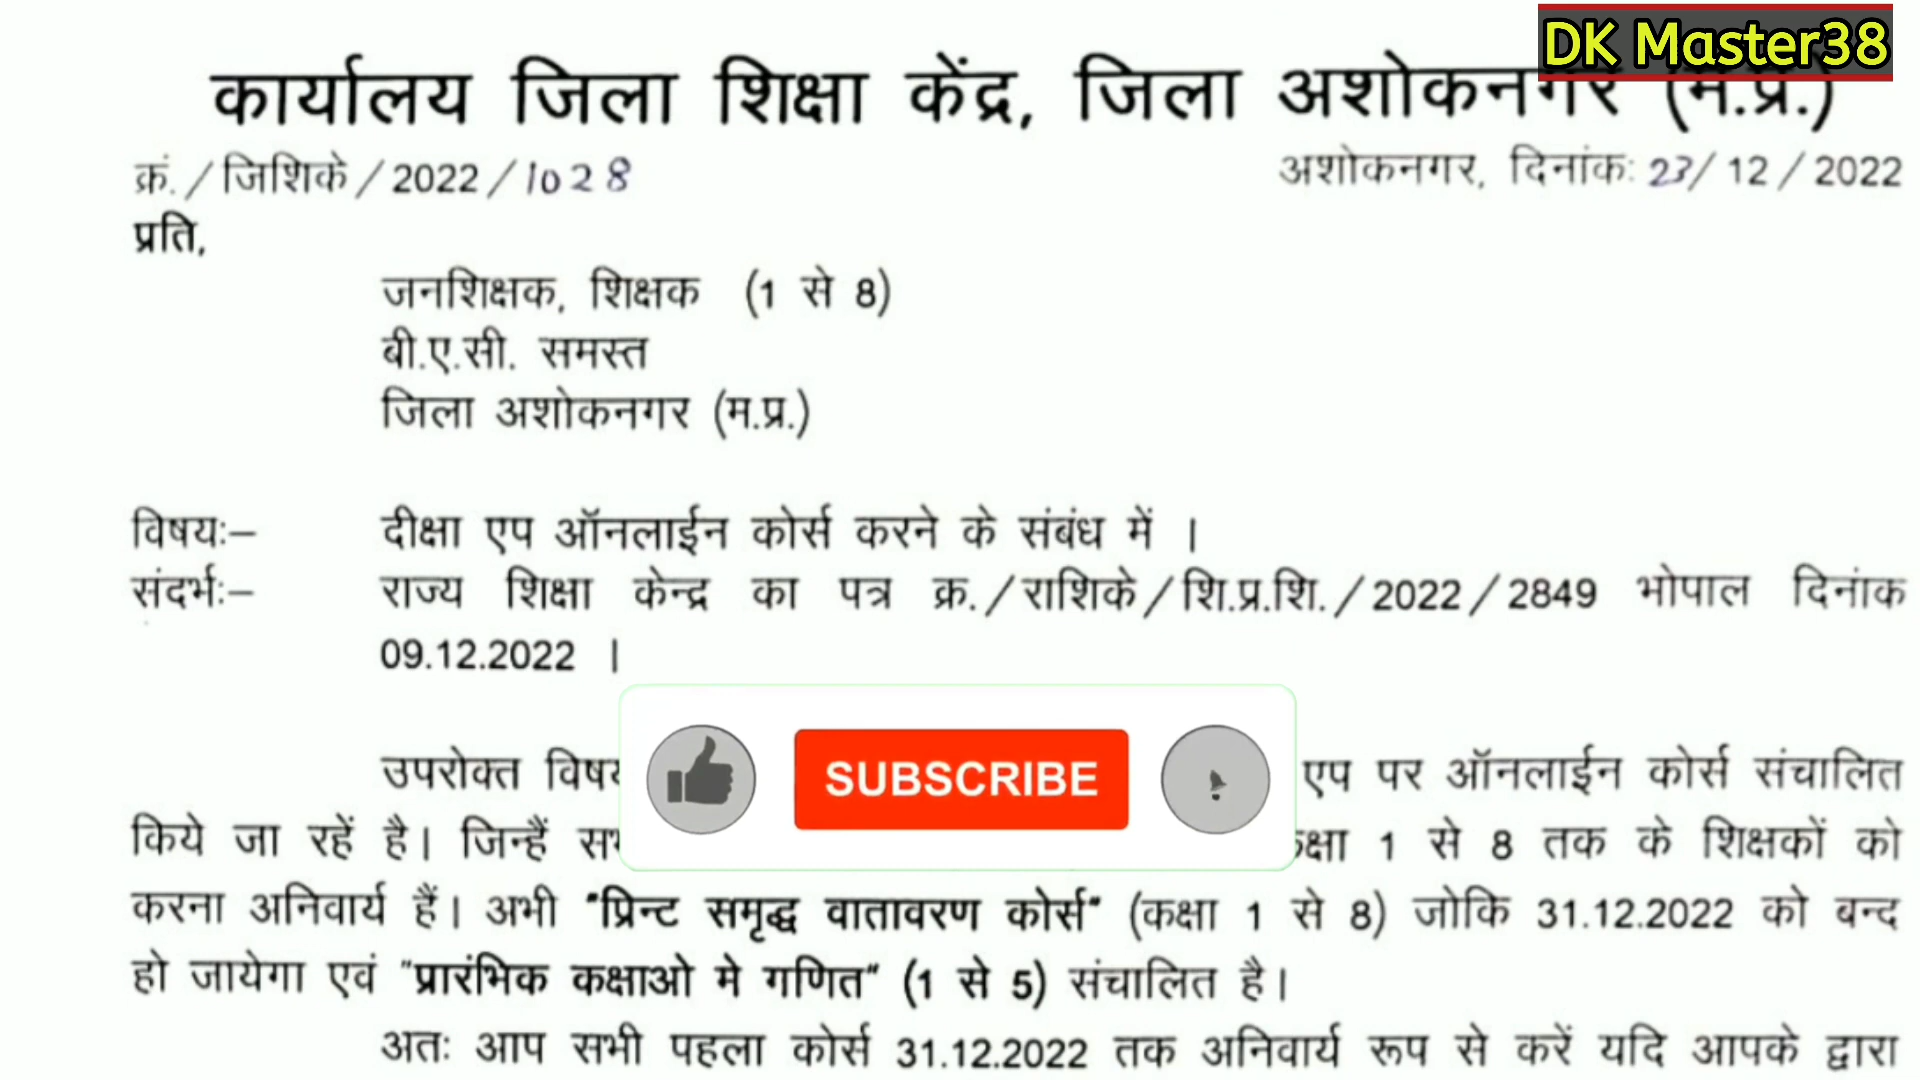 DK Master38
कार्यालय जिला शिक्षा केंद्र, जिला अशोकनगर (म.प्र.)
क्रं. / जिशिके / 2022 / 1028
अशोकनगर, दिनांक: 23/ 12 / 2022
प्रति,
जनशिक्षक, शिक्षक (1 से 8)
बी.ए.सी. समस्त
जिला अशोकनगर (म.प्र.)
विषयः– दीक्षा एप ऑनलाईन कोर्स करने के संबंध में ।
संदर्भः– राज्य शिक्षा केन्द्र का पत्र क्र. / राशिके / शि.प्र.शि. / 2022 / 2849 भोपाल दिनांक
09.12.2022 ।
उपरोक्त एप पर ऑनलाईन कोर्स संचालित
SUBSCRIBE
किये जा रहें है। जिन्हैं 1 से 8 तक के शिक्षकों को
करना अनिवार्य हैं। अभी "प्रिन्ट समृद्ध वातावरण कोर्स" (कक्षा 1 से 8) जोकि 31.12.2022 को बन्द
हो जायेगा एवं "प्रारंभिक कक्षाओ मे गणित" (1 से 5) संचालित है।
अतः आप सभी पहला कोर्स 31.12.2022 तक अनिवार्य रूप से करें यदि आपके द्वारा